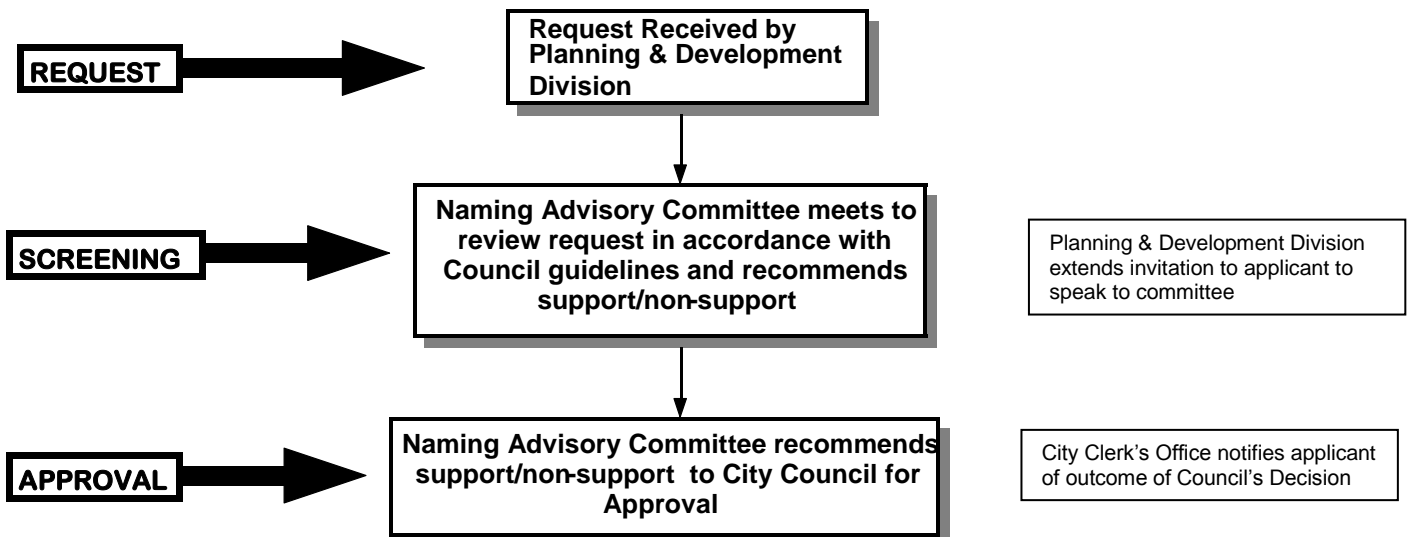 REQUEST
Request Received by
Planning & Development
Division
SCREENING
Naming Advisory Committee meets to
review request in accordance with
Council guidelines and recommends
support/non-support
Planning & Development Division
extends invitation to applicant to
speak to committee
APPROVAL
Naming Advisory Committee recommends
support/non-support to City Council for
Approval
City Clerk's Office notifies applicant
of outcome of Council's Decision